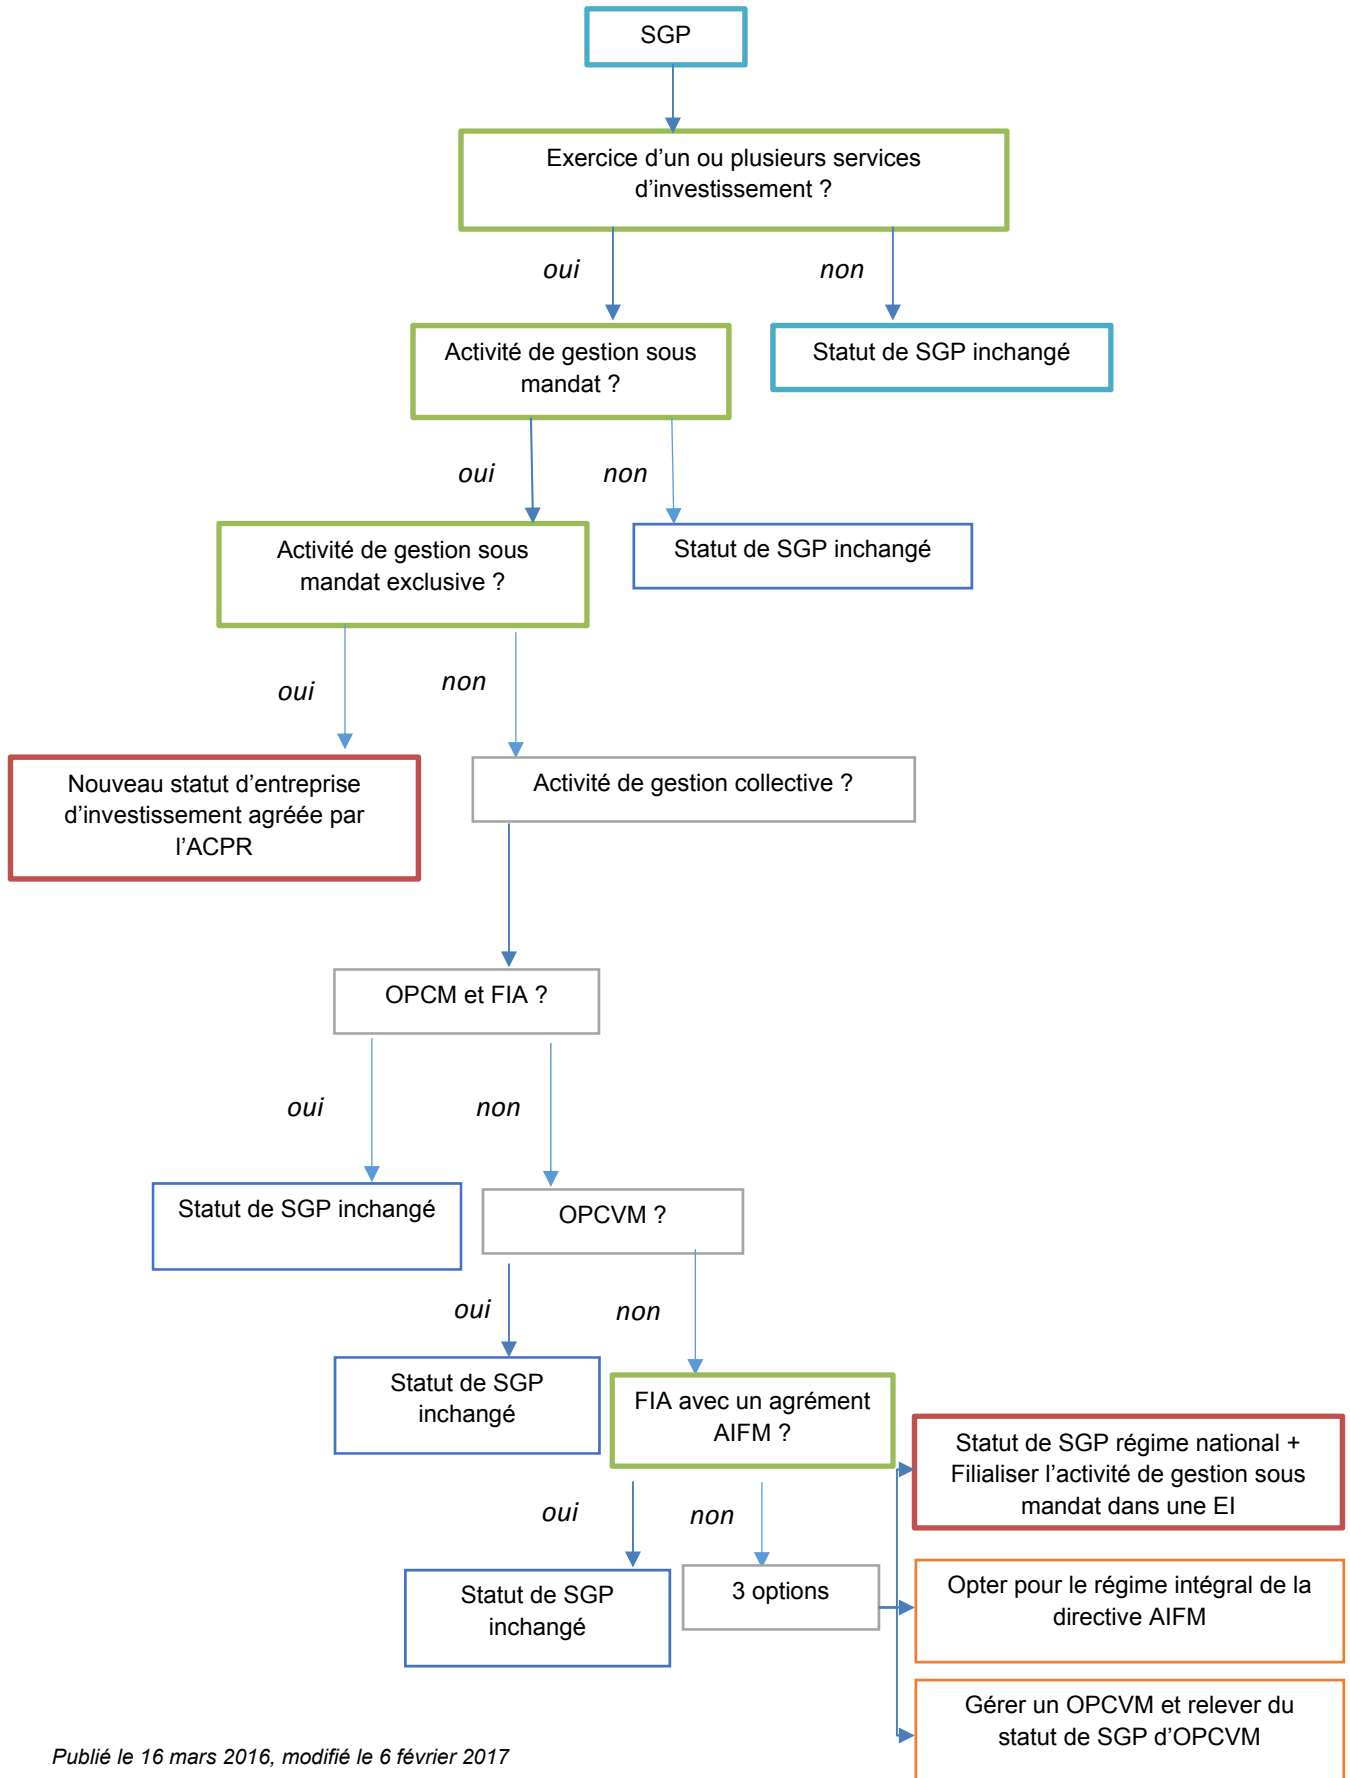 SGP
Exercice d’un ou plusieurs services
d’investissement ?
oui
non
Activité de gestion sous
mandat ?
Statut de SGP inchangé
oui
non
Activité de gestion sous
mandat exclusive ?
Statut de SGP inchangé
oui
non
Nouveau statut d’entreprise
d’investissement agréée par
l’ACPR
Activité de gestion collective ?
OPCM et FIA ?
oui
non
Statut de SGP inchangé
OPCVM ?
oui
non
Statut de SGP
inchangé
FIA avec un agrément
AIFM ?
oui
non
Statut de SGP
inchangé
3 options
Statut de SGP régime national +
Filialiser l’activité de gestion sous
mandat dans une EI
Opter pour le régime intégral de la
directive AIFM
Gérer un OPCVM et relever du
statut de SGP d’OPCVM
Publié le 16 mars 2016, modifié le 6 février 2017